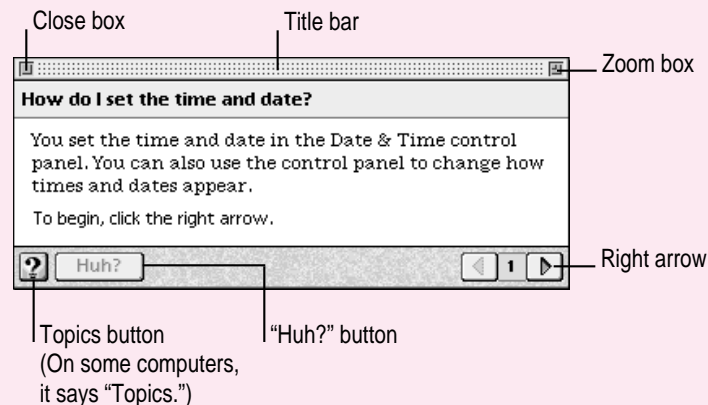 Close box
Title bar
Zoom box
How do I set the time and date?
You set the time and date in the Date & Time control
panel. You can also use the control panel to change how
times and dates appear.
To begin, click the right arrow.
? Huh? 1
Right arrow
Topics button
(On some computers,
it says “Topics.”)
“Huh?” button